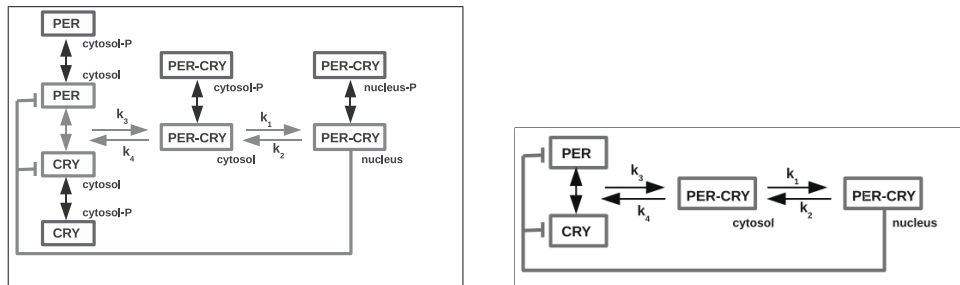 PER
cytosol-P
cytosol
PER
PER-CRY
cytosol-P
PER-CRY
nucleus-P
k3
k4
PER-CRY
cytosol
k1
k2
PER-CRY
nucleus
CRY
cytosol
cytosol-P
CRY
PER
k3
k4
PER-CRY
cytosol
k1
k2
PER-CRY
nucleus
CRY